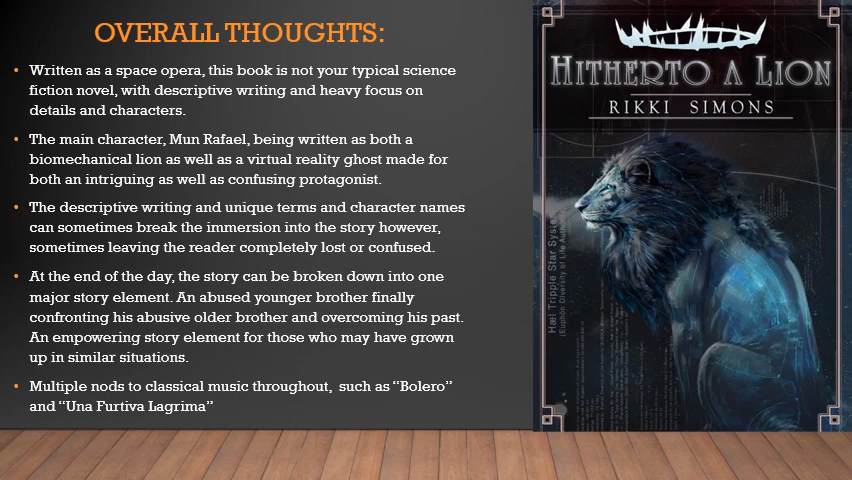 OVERALL THOUGHTS:
• Written as a space opera, this book is not your typical science
fiction novel, with descriptive writing and heavy focus on
details and characters.
• The main character, Mun Rafael, being written as both a
biomechanical lion as well as a virtual reality ghost made for
both an intriguing as well as confusing protagonist.
• The descriptive writing and unique terms and character names
can sometimes break the immersion into the story however,
sometimes leaving the reader completely lost or confused.
• At the end of the day, the story can be broken down into one
major story element. An abused younger brother finally
confronting his abusive older brother and overcoming his past.
An empowering story element for those who may have grown
up in similar situations.
• Multiple nods to classical music throughout, such as “Bolero”
and “Una Furtiva Lagrima”
HITHERTO A LION
RIKKI SIMONS
Hael Tripple Star
(Euphón Diversity of Life